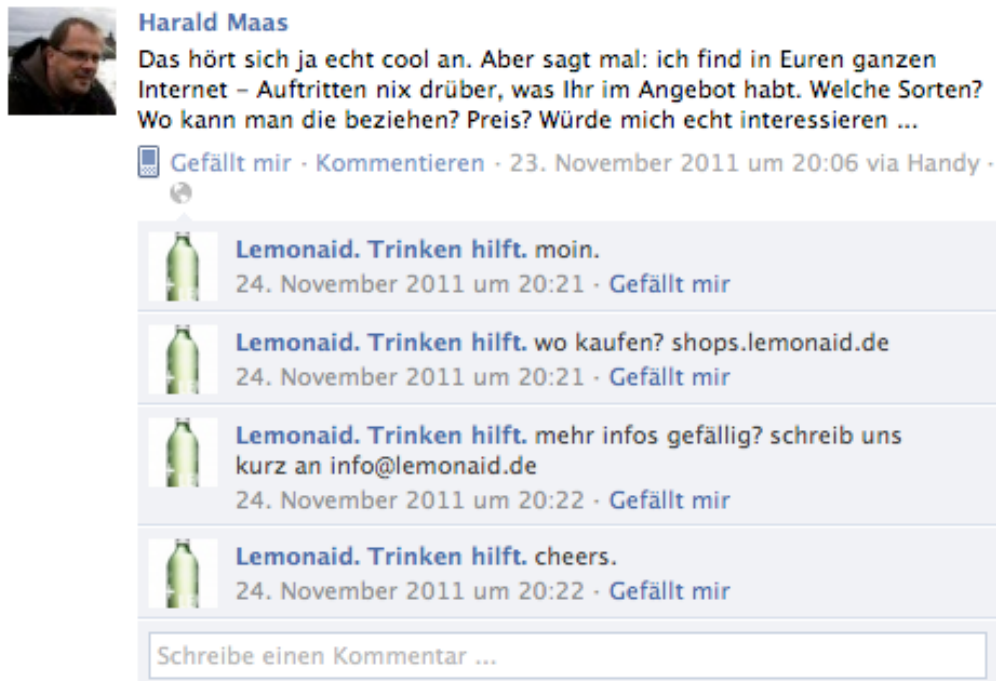 Harald Maas
Das hört sich ja echt cool an. Aber sagt mal: ich find in Euren ganzen
Internet – Auftritten nix drüber, was Ihr im Angebot habt. Welche Sorten?
Wo kann man die beziehen? Preis? Würde mich echt interessieren ...
Gefällt mir · Kommentieren · 23. November 2011 um 20:06 via Handy ·
Lemonaid. Trinken hilft. moin.
24. November 2011 um 20:21 · Gefällt mir
Lemonaid. Trinken hilft. wo kaufen? shops.lemonaid.de
24. November 2011 um 20:21 · Gefällt mir
Lemonaid. Trinken hilft. mehr infos gefällig? schreib uns
kurz an info@lemonaid.de
24. November 2011 um 20:22 · Gefällt mir
Lemonaid. Trinken hilft. cheers.
24. November 2011 um 20:22 · Gefällt mir
Schreibe einen Kommentar ...